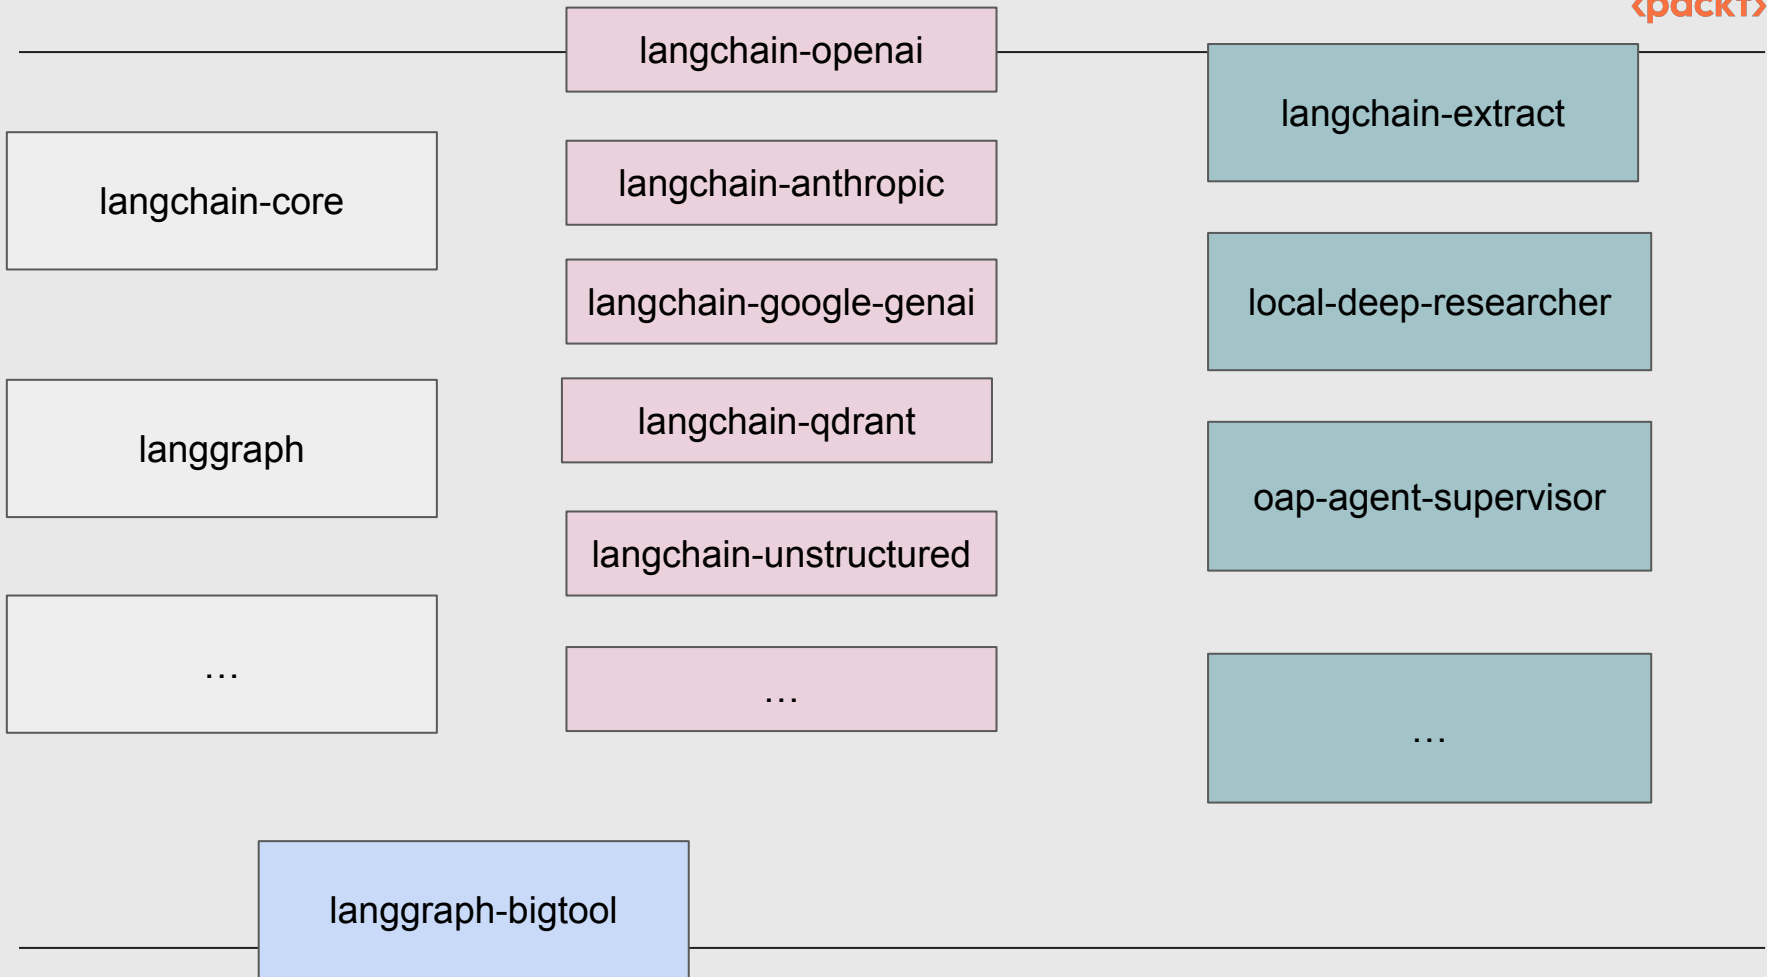 <packt>
langchain-core
langgraph
…
langchain-openai
langchain-anthropic
langchain-google-genai
langchain-qdrant
langchain-unstructured
…
langchain-extract
local-deep-researcher
oap-agent-supervisor
…
langgraph-bigtool